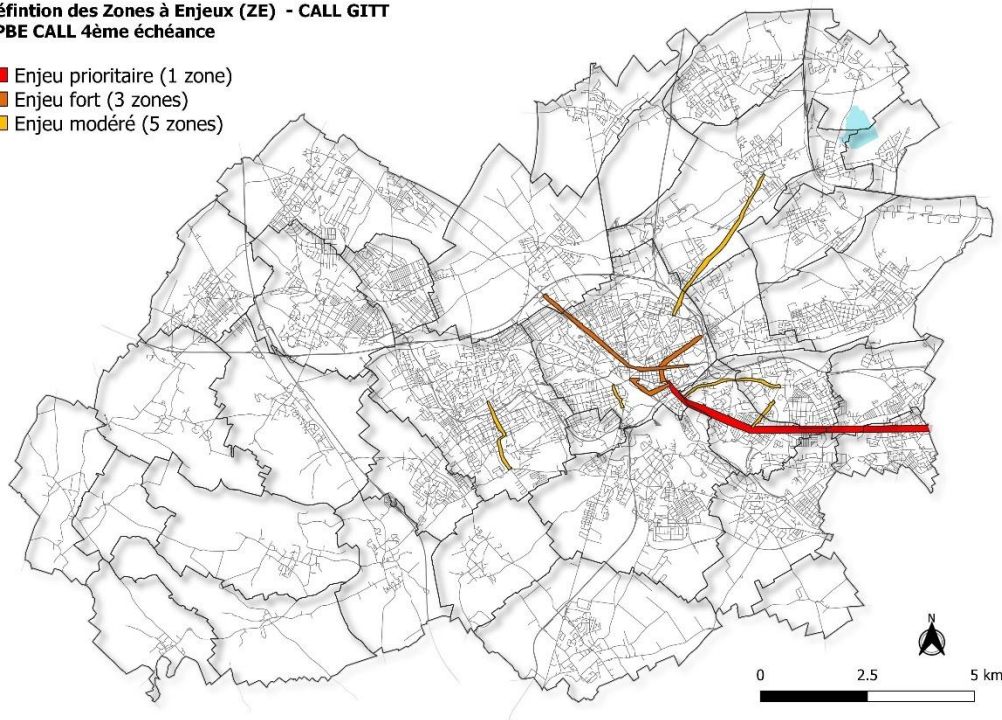 éfintion des Zones à Enjeux (ZE) - CALL GITT
PBE CALL 4ème échéance
Enjeu prioritaire (1 zone)
Enjeu fort (3 zones)
Enjeu modéré (5 zones)
N
0 2.5 5 km